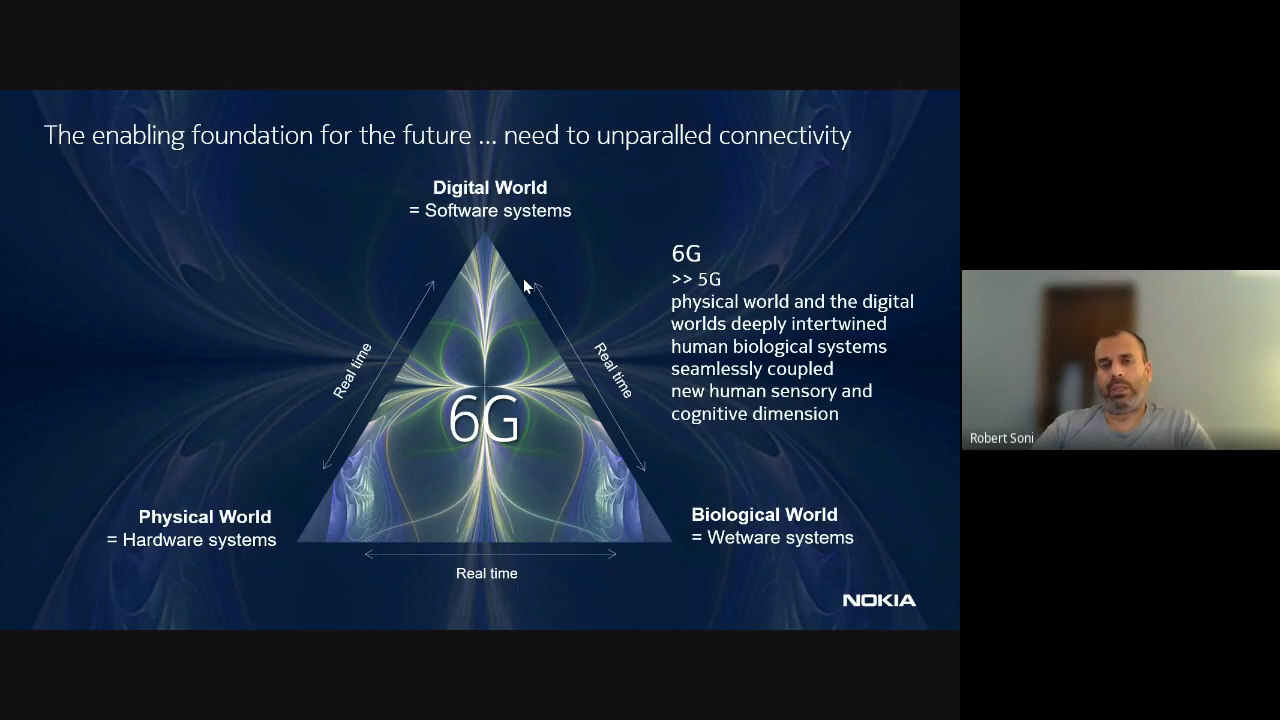 The enabling foundation for the future ... need to unparalled connectivity
Digital World
= Software systems
6G
>> 5G
physical world and the digital
worlds deeply intertwined
human biological systems
seamlessly coupled
new human sensory and
cognitive dimension
Real time
Real time
6G
Physical World
= Hardware systems
Biological World
= Wetware systems
Real time
NOKIA
Robert Soni